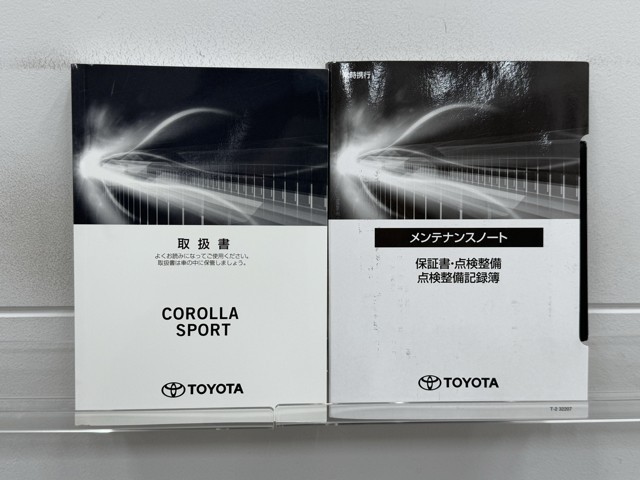 取扱書
よくお読みになってご使用ください。
取扱書は車の中に保管しましょう。
COROLLA
SPORT
TOYOTA
メンテナンスノート
保証書・点検整備
点検整備記録簿
TOYOTA